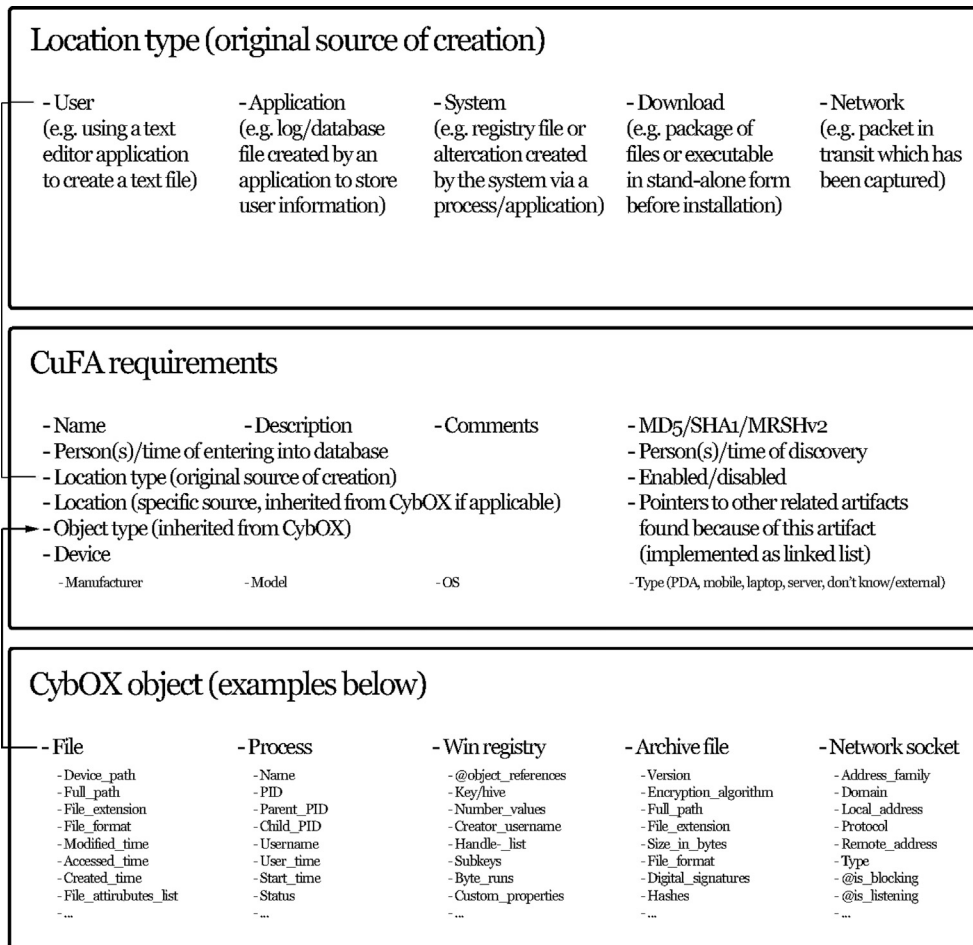 Location type (original source of creation)
- User
(e.g. using a text
editor application
to create a text file)
- Application
(e.g. log/database
file created by an
application to store
user information)
- System
(e.g. registry file or
altercation created
by the system via a
process/application)
- Download
(e.g. package of
files or executable
in stand-alone form
before installation)
- Network
(e.g. packet in
transit which has
been captured)
CuFA requirements
- Name
- Description
- Comments
- MD5/SHA1/MRSHv2
- Person(s)/time of entering into database
- Person(s)/time of discovery
- Location type (original source of creation)
- Enabled/disabled
- Location (specific source, inherited from CybOX if applicable)
- Pointers to other related artifacts
found because of this artifact
(implemented as linked list)
- Object type (inherited from CybOX)
- Device
- Manufacturer
- Model
- OS
- Type (PDA, mobile, laptop, server, don't know/external)
CybOX object (examples below)
- File
- Device_path
- Full_path
- File_extension
- File_format
- Modified_time
- Accessed_time
- Created_time
- File_attirubutes_list
- ...
- Process
- Name
- PID
- Parent_PID
- Child_PID
- Username
- User_time
- Start_time
- Status
- ...
- Win registry
- @object_references
- Key/hive
- Number_values
- Creator_username
- Handle-_list
- Subkeys
- Byte_runs
- Custom_properties
- ...
- Archive file
- Version
- Encryption_algorithm
- Full_path
- File_extension
- Size_in_bytes
- File_format
- Digital_signatures
- Hashes
- ...
- Network socket
- Address_family
- Domain
- Local_address
- Protocol
- Remote_address
- Type
- @is_blocking
- @is_listening
- ...